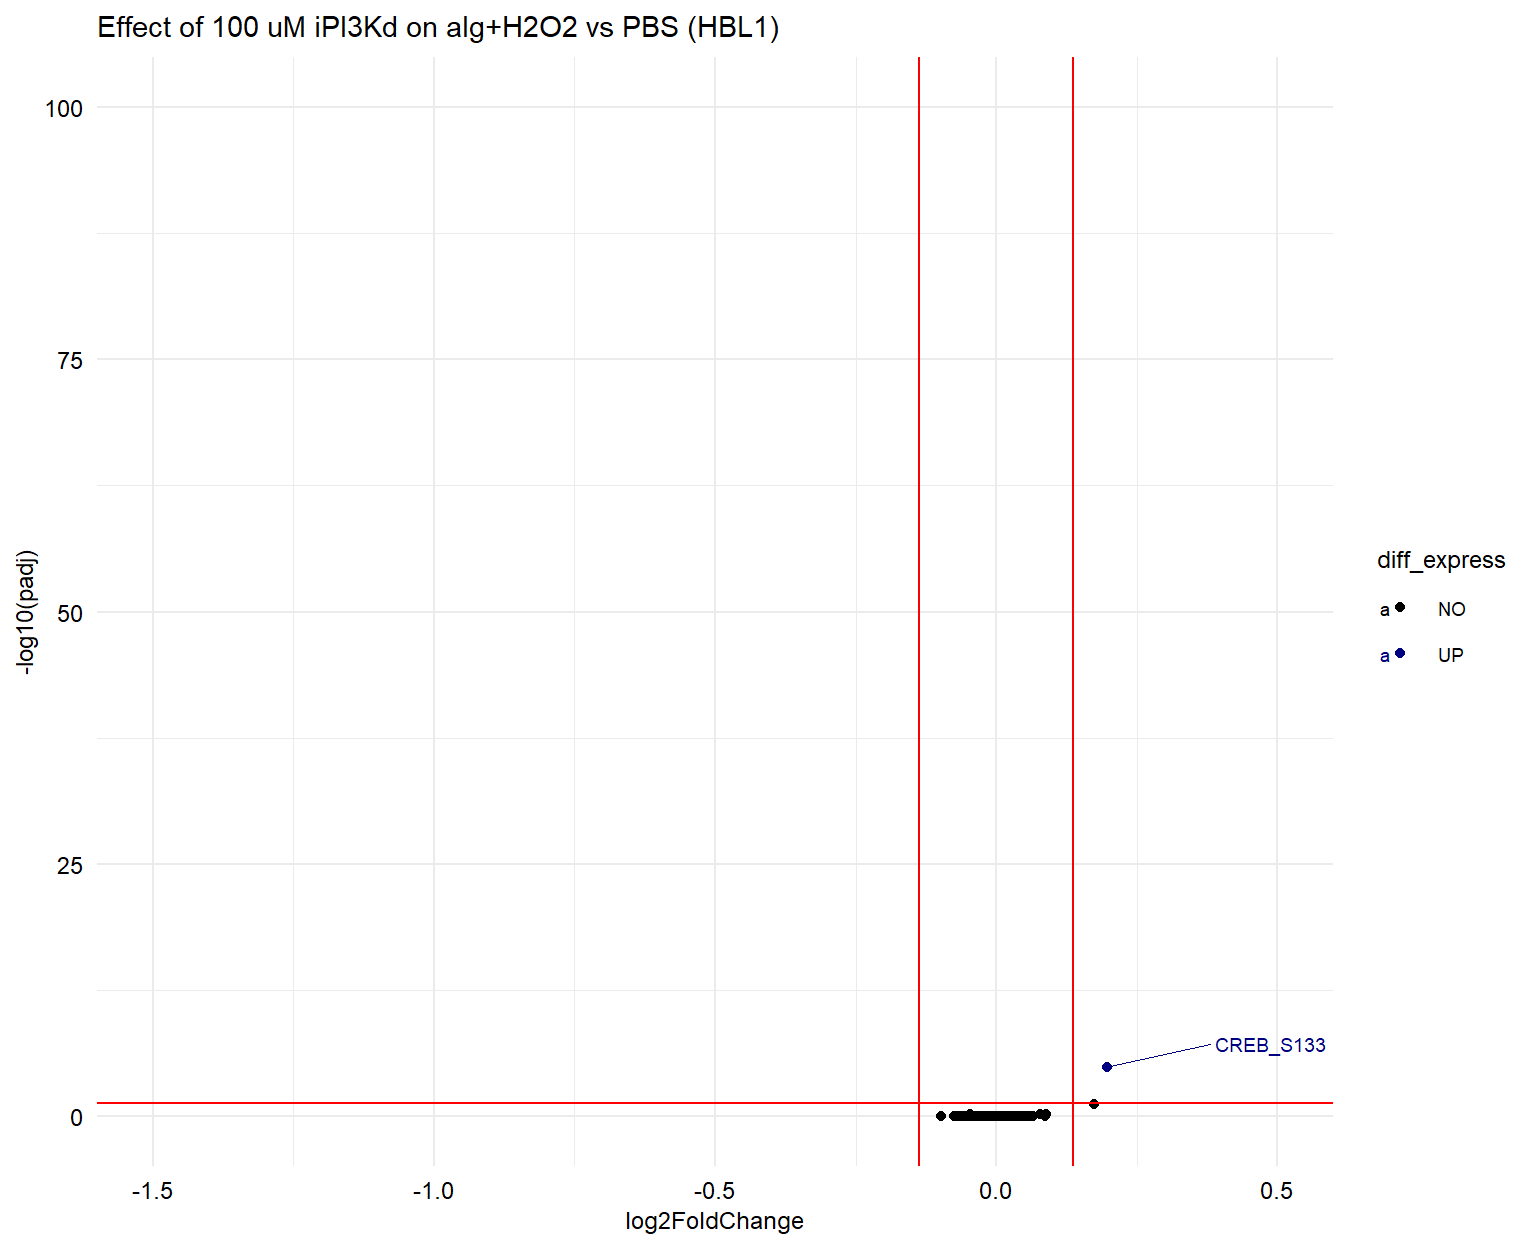 Effect of 100 uM iPI3Kd on aIg+H2O2 vs PBS (HBL1)
100
75
50
25
0
-log10(padj)
CREB_S133
-1.5 -1.0 -0.5 0.0 0.5
log2FoldChange
diff_express
a NO
a UP